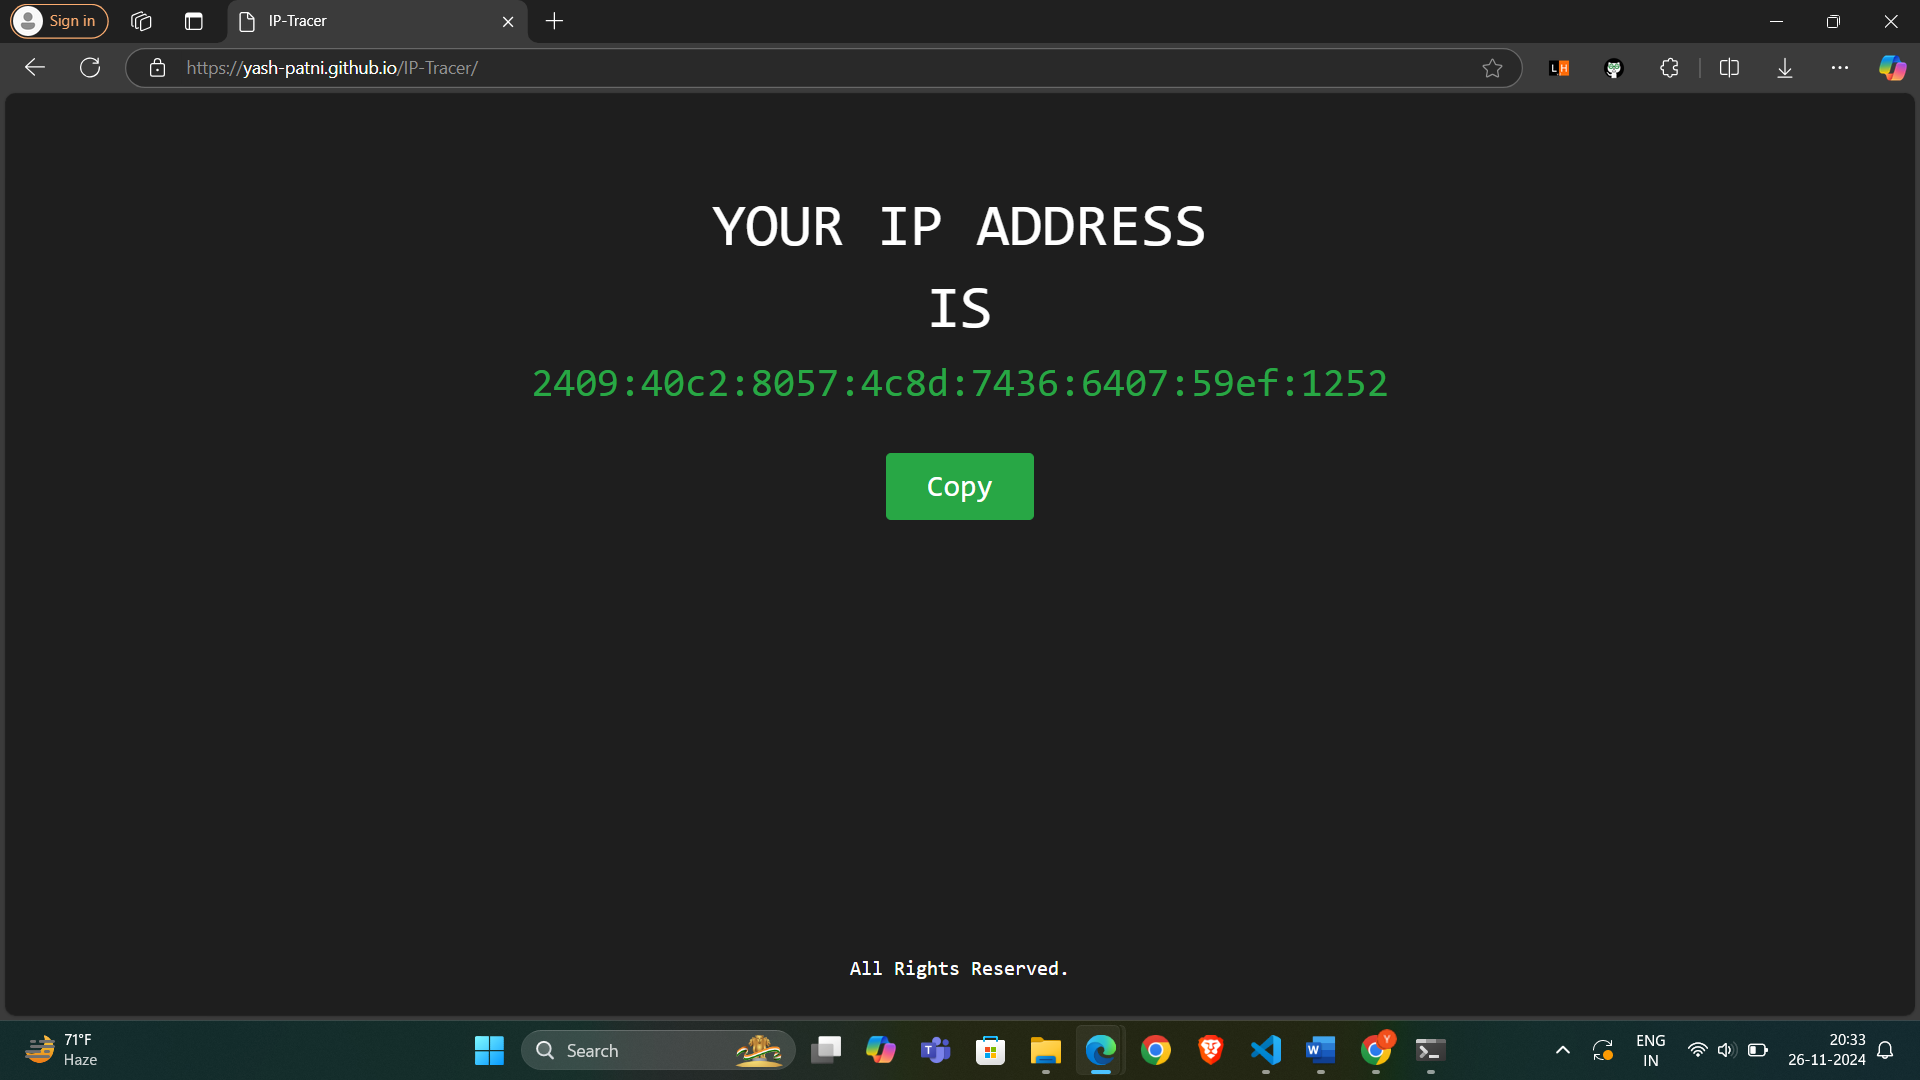 Sign in
IP-Tracer
https://yash-patni.github.io/IP-Tracer/
LH
YOUR IP ADDRESS
IS
2409:40c2:8057:4c8d:7436:6407:59ef:1252
Copy
All Rights Reserved.
71°F
Haze
Search
Y
ENG
IN
20:33
26-11-2024